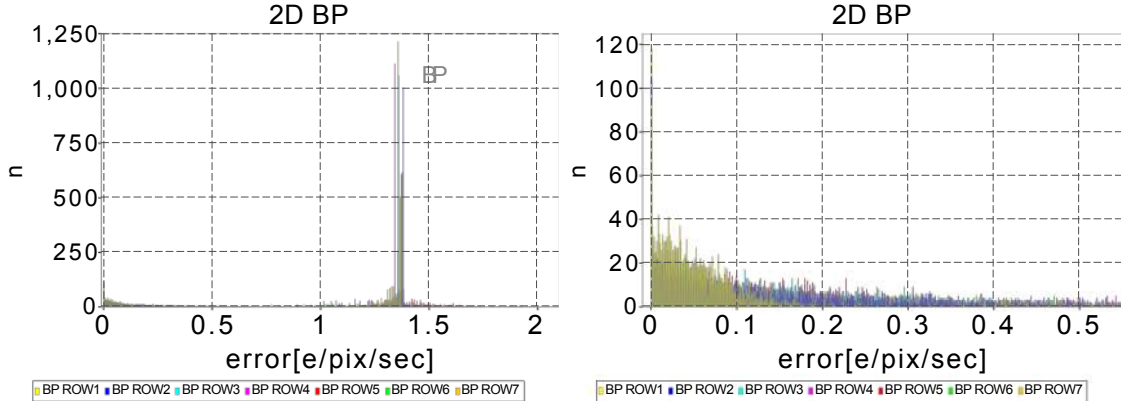 2D BP
1,250
1,000
750
500
250
0
n
BP
0 0.5 1 1.5 2
error[e/pix/sec]
BP ROW1 BP ROW2 BP ROW3 BP ROW4 BP ROW5 BP ROW6 BP ROW7
2D BP
120
100
80
60
40
20
0
n
0 0.1 0.2 0.3 0.4 0.5
error[e/pix/sec]
BP ROW1 BP ROW2 BP ROW3 BP ROW4 BP ROW5 BP ROW6 BP ROW7